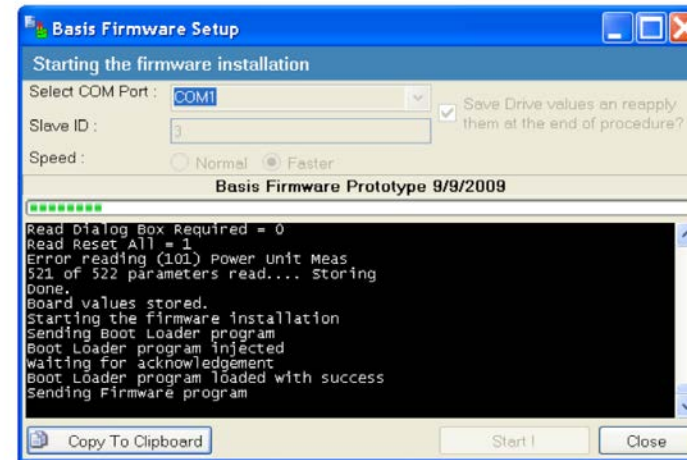 Basis Firmware Setup
Starting the firmware installation
Select COM Port : COM1
Save Drive values an reapply
them at the end of procedure?
Slave ID : 3
Speed : Normal Faster
Basis Firmware Prototype 9/9/2009
Read Dialog Box Required = 0
Read Reset All = 1
Error reading (101) Power Unit Meas
521 of 522 parameters read.... Storing
Done.
Board values stored.
Starting the firmware installation
Sending Boot Loader program
Boot Loader program injected
Waiting for acknowledgement
Boot Loader program loaded with success
Sending Firmware program
Copy To Clipboard Start ! Close